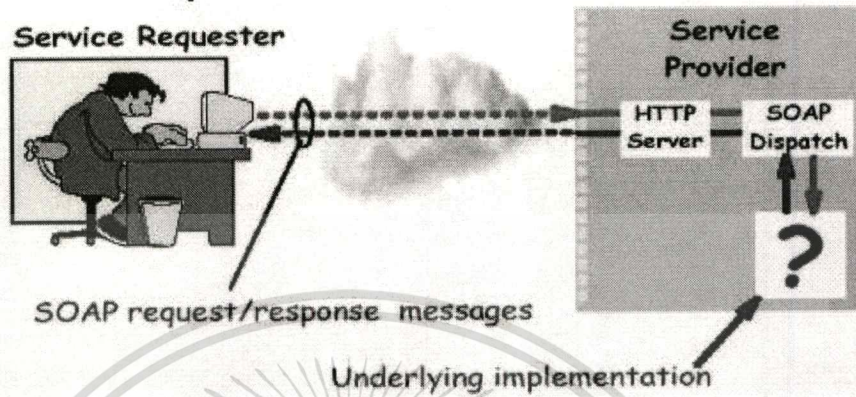 Service Requester
Service
Provider
HTTP
Server
SOAP
Dispatch
?
SOAP request/response messages
Underlying implementation